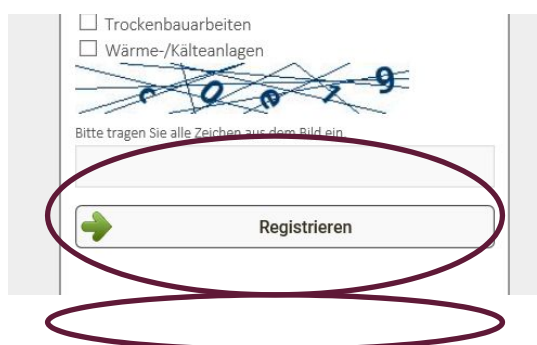 Trockenbauarbeiten
Wärme-/Kälteanlagen
Bitte tragen Sie alle Zeichen aus dem Bild ein.
Registrieren